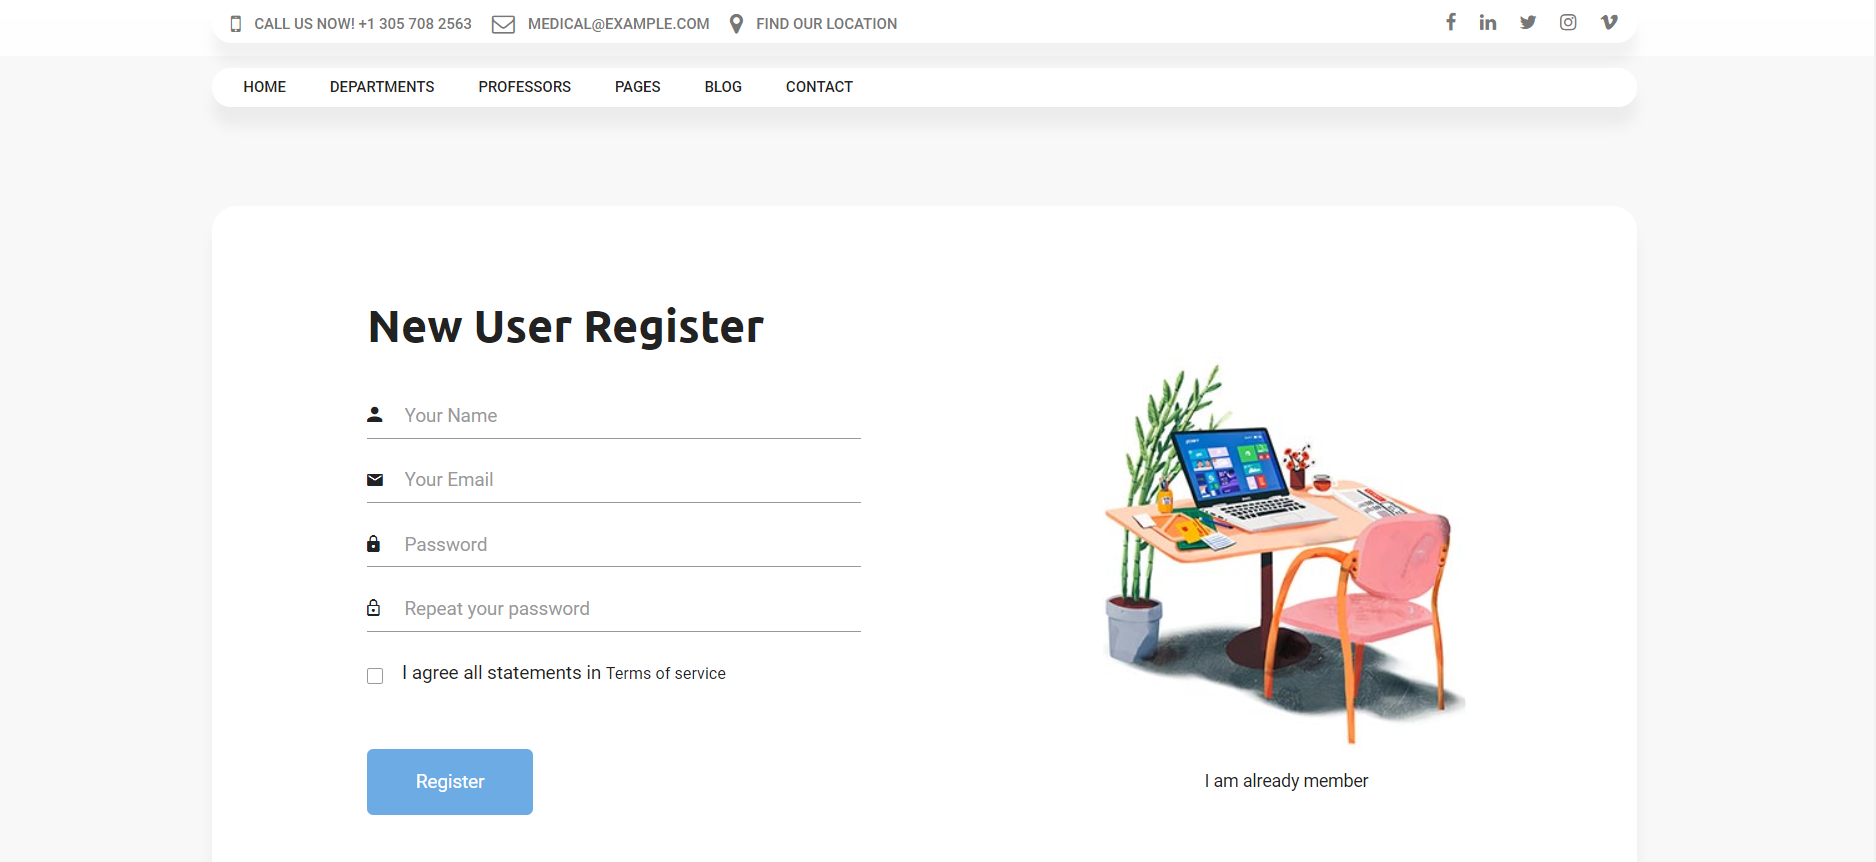 CALL US NOW! +1 305 708 2563 MEDICAL@EXAMPLE.COM FIND OUR LOCATION
HOME DEPARTMENTS PROFESSORS PAGES BLOG CONTACT
New User Register
Your Name
Your Email
Password
Repeat your password
I agree all statements in Terms of service
Register
I am already member